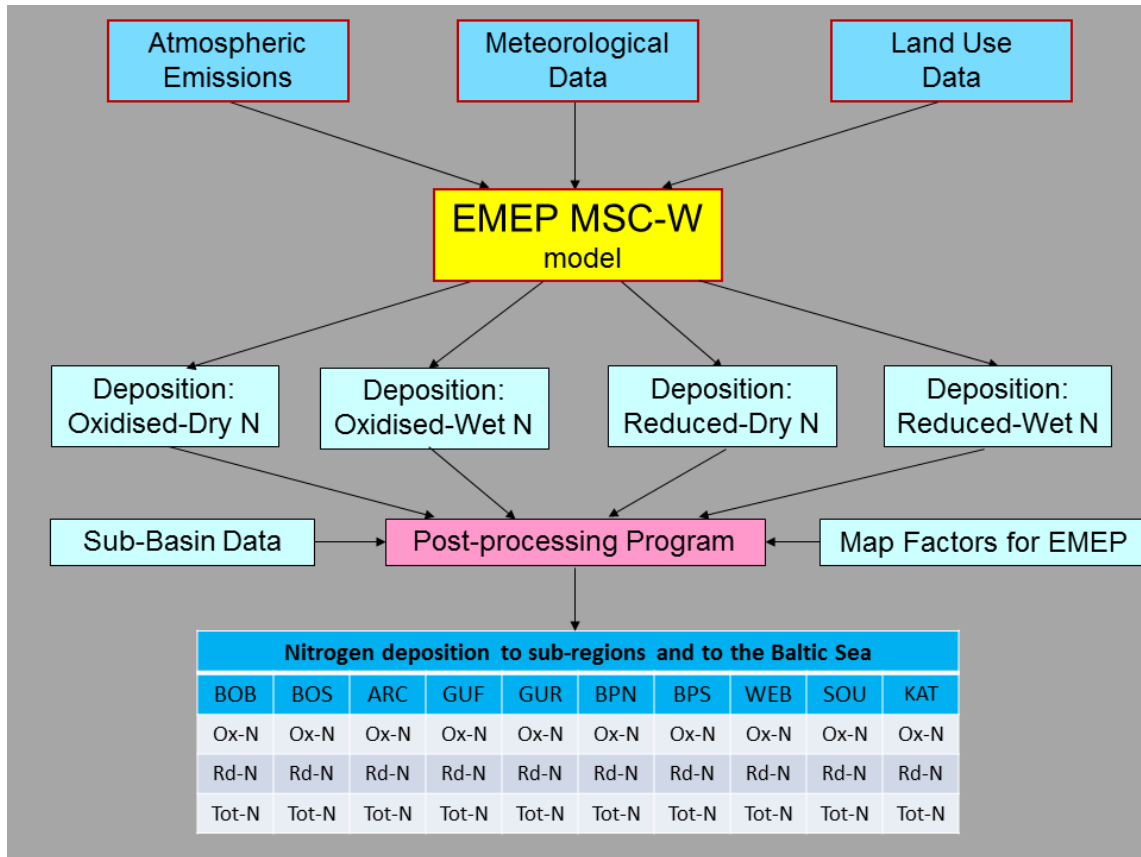 Atmospheric
Emissions
Meteorological
Data
Land Use
Data
EMEP MSC-W
model
Deposition:
Oxidised-Dry N
Deposition:
Oxidised-Wet N
Deposition:
Reduced-Dry N
Deposition:
Reduced-Wet N
Sub-Basin Data
Post-processing Program
Map Factors for EMEP
Nitrogen deposition to sub-regions and to the Baltic Sea
BOB BOS ARC GUF GUR BPN BPS WEB SOU KAT
Ox-N Ox-N Ox-N Ox-N Ox-N Ox-N Ox-N Ox-N Ox-N Ox-N
Rd-N Rd-N Rd-N Rd-N Rd-N Rd-N Rd-N Rd-N Rd-N Rd-N
Tot-N Tot-N Tot-N Tot-N Tot-N Tot-N Tot-N Tot-N Tot-N Tot-N